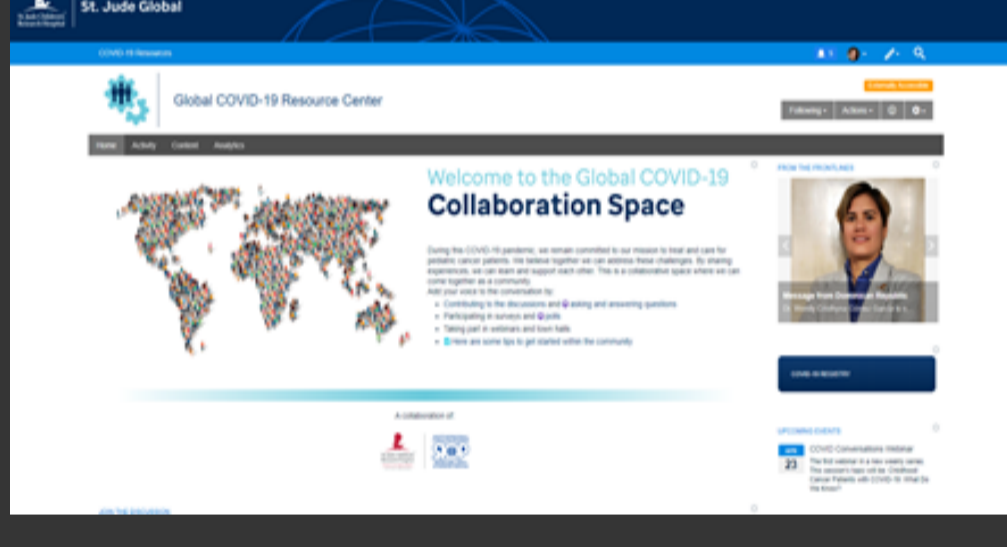 St. Jude Children's
Research Hospital
St. Jude Global
COVID-19 Resources
Global COVID-19 Resource Center
Externally Accessible
Following
Actions
Home
Activity
Content
Analytics
Welcome to the Global COVID-19
Collaboration Space
During this COVID-19 pandemic, we remain committed to our mission to treat and care for
pediatric cancer patients. We believe together we can address these challenges. By sharing
experiences, we can learn and support each other. This is a collaborative space where we can
come together as a community.
Add your voice to the conversation by:
Contributing to the discussions and asking and answering questions
Participating in surveys and polls
Taking part in webinars and town halls
Here are some tips to get started within the community
A collaboration of:
FROM THE FRONTLINES
Message from Dominican Republic
COVID-19 REGISTRY
UPCOMING EVENTS
APR
23
COVID Conversations Webinar
The first webinar in a new weekly series.
This session's topic will be: Childhood
Cancer Patients with COVID-19: What Do
We Know?
JOIN THE DISCUSSION